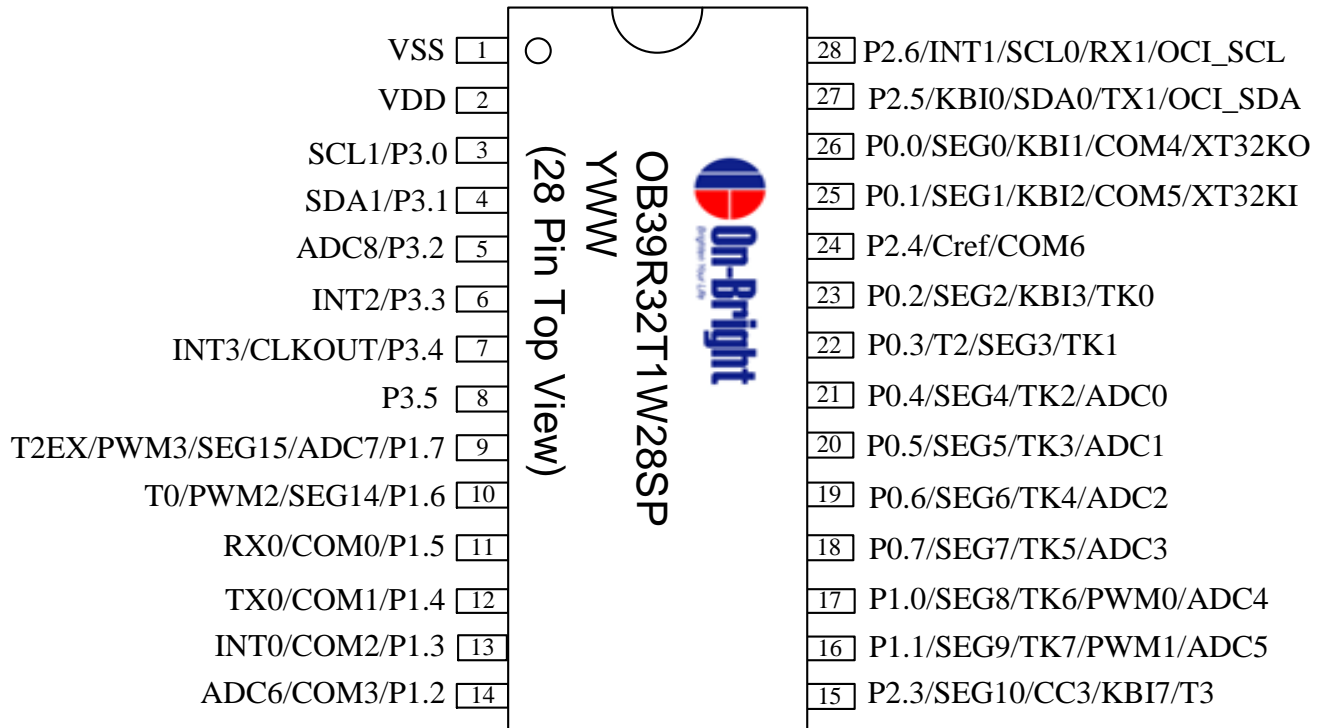 VSS 1
VDD 2
SCL1/P3.0 3
SDA1/P3.1 4
ADC8/P3.2 5
INT2/P3.3 6
INT3/CLKOUT/P3.4 7
P3.5 8
T2EX/PWM3/SEG15/ADC7/P1.7 9
T0/PWM2/SEG14/P1.6 10
RX0/COM0/P1.5 11
TX0/COM1/P1.4 12
INT0/COM2/P1.3 13
ADC6/COM3/P1.2 14
On-Bright
Brighten Your Life
OB39R32T1W28SP
YWW
(28 Pin Top View)
28 P2.6/INT1/SCL0/RX1/OCI_SCL
27 P2.5/KBI0/SDA0/TX1/OCI_SDA
26 P0.0/SEG0/KBI1/COM4/XT32KO
25 P0.1/SEG1/KBI2/COM5/XT32KI
24 P2.4/Cref/COM6
23 P0.2/SEG2/KBI3/TK0
22 P0.3/T2/SEG3/TK1
21 P0.4/SEG4/TK2/ADC0
20 P0.5/SEG5/TK3/ADC1
19 P0.6/SEG6/TK4/ADC2
18 P0.7/SEG7/TK5/ADC3
17 P1.0/SEG8/TK6/PWM0/ADC4
16 P1.1/SEG9/TK7/PWM1/ADC5
15 P2.3/SEG10/CC3/KBI7/T3